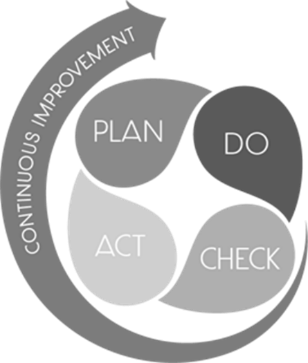 CONTINUOUS IMPROVEMENT
PLAN
DO
ACT
CHECK